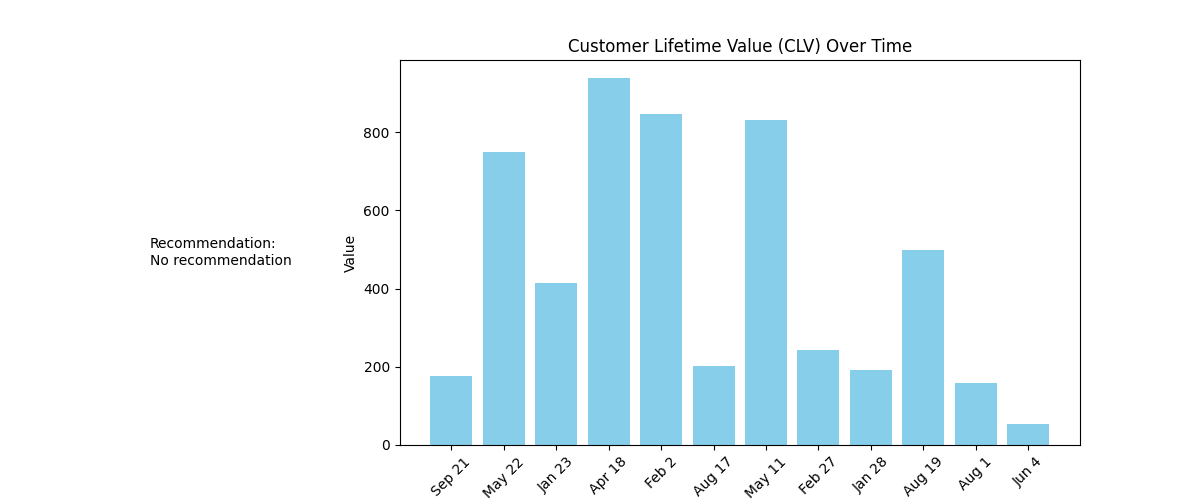 Customer Lifetime Value (CLV) Over Time
Recommendation:
No recommendation
Value
800
600
400
200
0
Sep 21
May 22
Jan 23
Apr 18
Feb 2
Aug 17
May 11
Feb 27
Jan 28
Aug 19
Aug 1
Jun 4